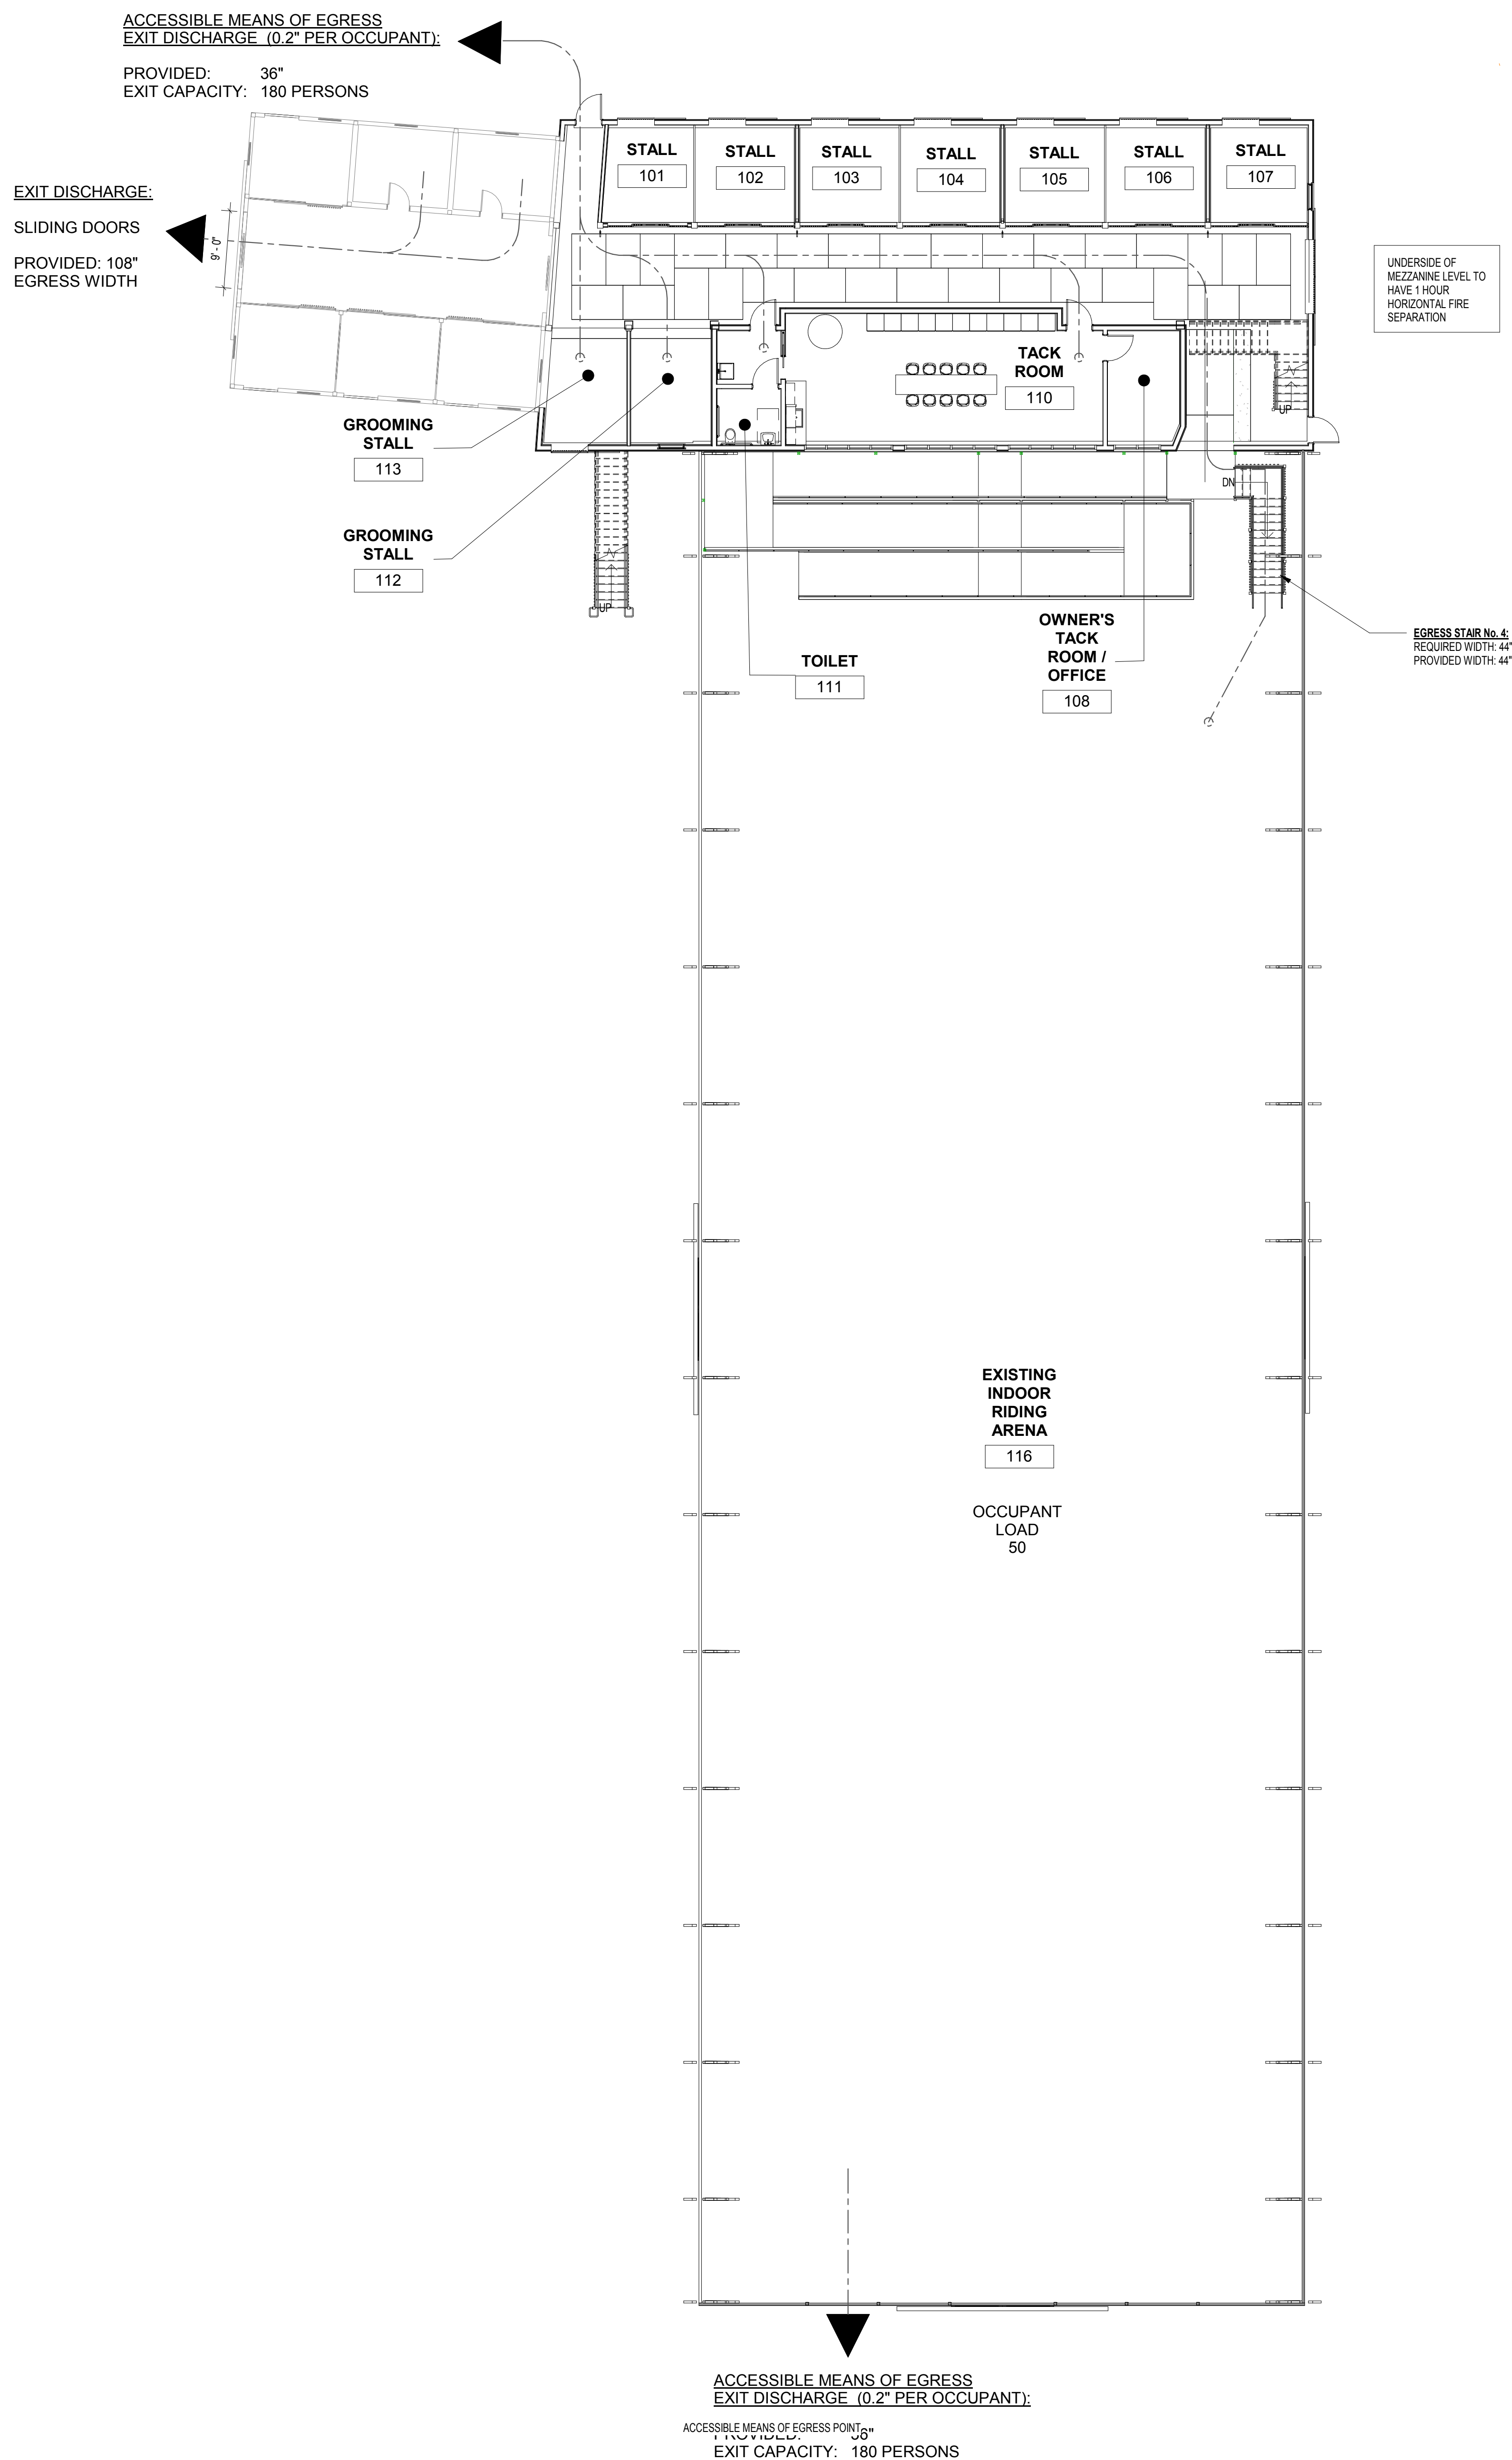 ACCESSIBLE MEANS OF EGRESS
EXIT DISCHARGE (0.2" PER OCCUPANT):
PROVIDED: 36"
EXIT CAPACITY: 180 PERSONS
EXIT DISCHARGE:
SLIDING DOORS
PROVIDED: 108"
EGRESS WIDTH
9' - 0"
STALL
101
STALL
102
STALL
103
STALL
104
STALL
105
STALL
106
STALL
107
UNDERSIDE OF
MEZZANINE LEVEL TO
HAVE 1 HOUR
HORIZONTAL FIRE
SEPARATION
TACK
ROOM
110
UP
GROOMING
STALL
113
DN
GROOMING
STALL
112
UP
OWNER'S
TACK
ROOM /
OFFICE
108
TOILET
111
EGRESS STAIR No. 4:
REQUIRED WIDTH: 44"
PROVIDED WIDTH: 44"
EXISTING
INDOOR
RIDING
ARENA
116
OCCUPANT
LOAD
50
ACCESSIBLE MEANS OF EGRESS
EXIT DISCHARGE (0.2" PER OCCUPANT):
ACCESSIBLE MEANS OF EGRESS POINT
PROVIDED: 36"
EXIT CAPACITY: 180 PERSONS